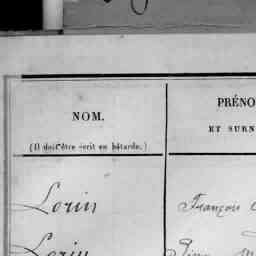 NOM.
PRÉNO
ET SURN
(Il doit être écrit en bâtarde.)
Lorin François
Lorin